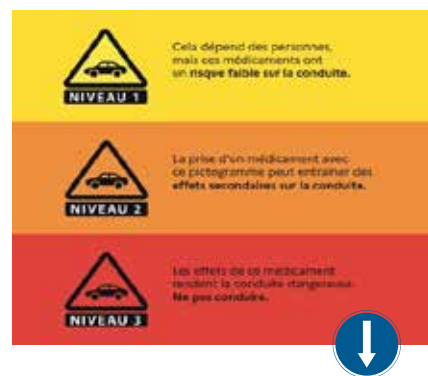 Cela dépend des personnes,
mais ces médicaments ont
un risque faible sur la conduite.
NIVEAU 1
La prise d'un médicament avec
ce pictogramme peut entraîner des
effets secondaires sur la conduite.
NIVEAU 2
Les effets de ce médicament
rendent la conduite dangereuse.
Ne pas conduire.
NIVEAU 3